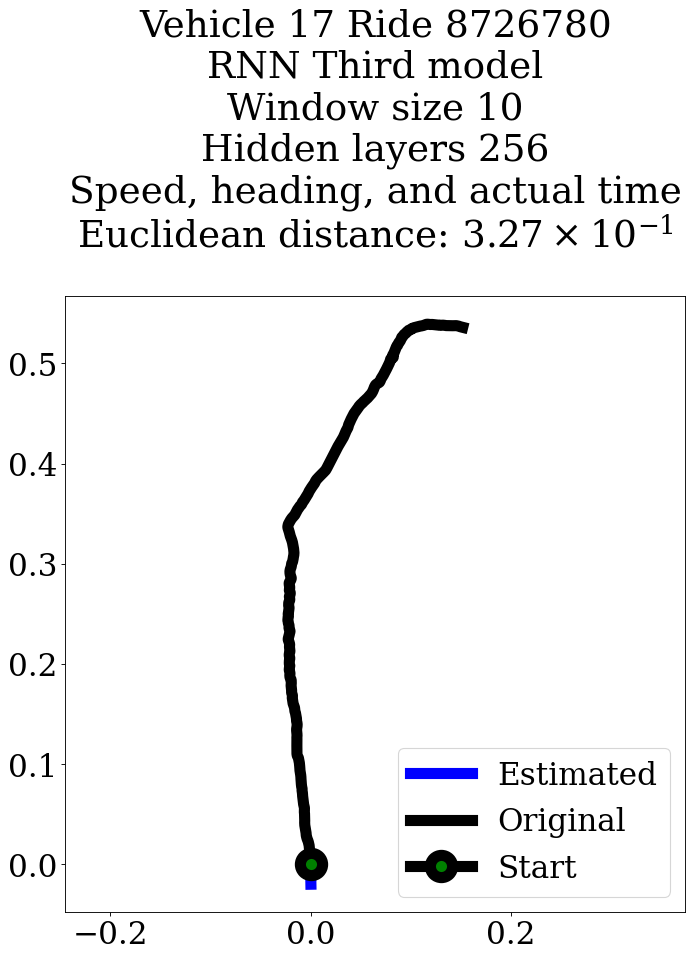 Vehicle 17 Ride 8726780
RNN Third model
Window size 10
Hidden layers 256
Speed, heading, and actual time
Euclidean distance: 3.27 × 10⁻¹
0.5
0.4
0.3
0.2
0.1
0.0
Estimated
Original
Start
−0.2
0.0
0.2